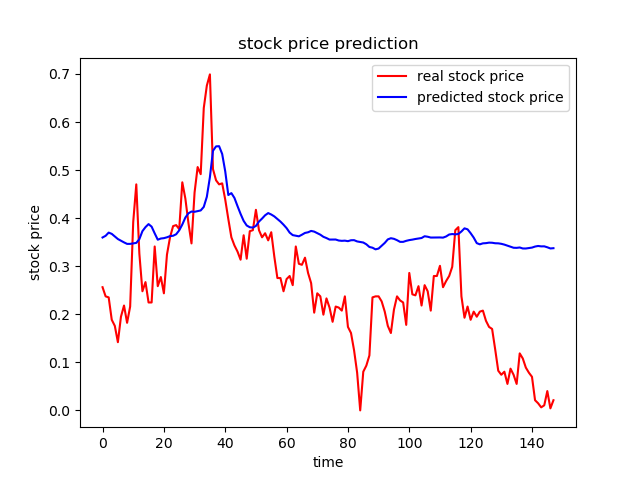 stock price prediction
real stock price
predicted stock price
stock price
0.7
0.6
0.5
0.4
0.3
0.2
0.1
0.0
0 20 40 60 80 100 120 140
time